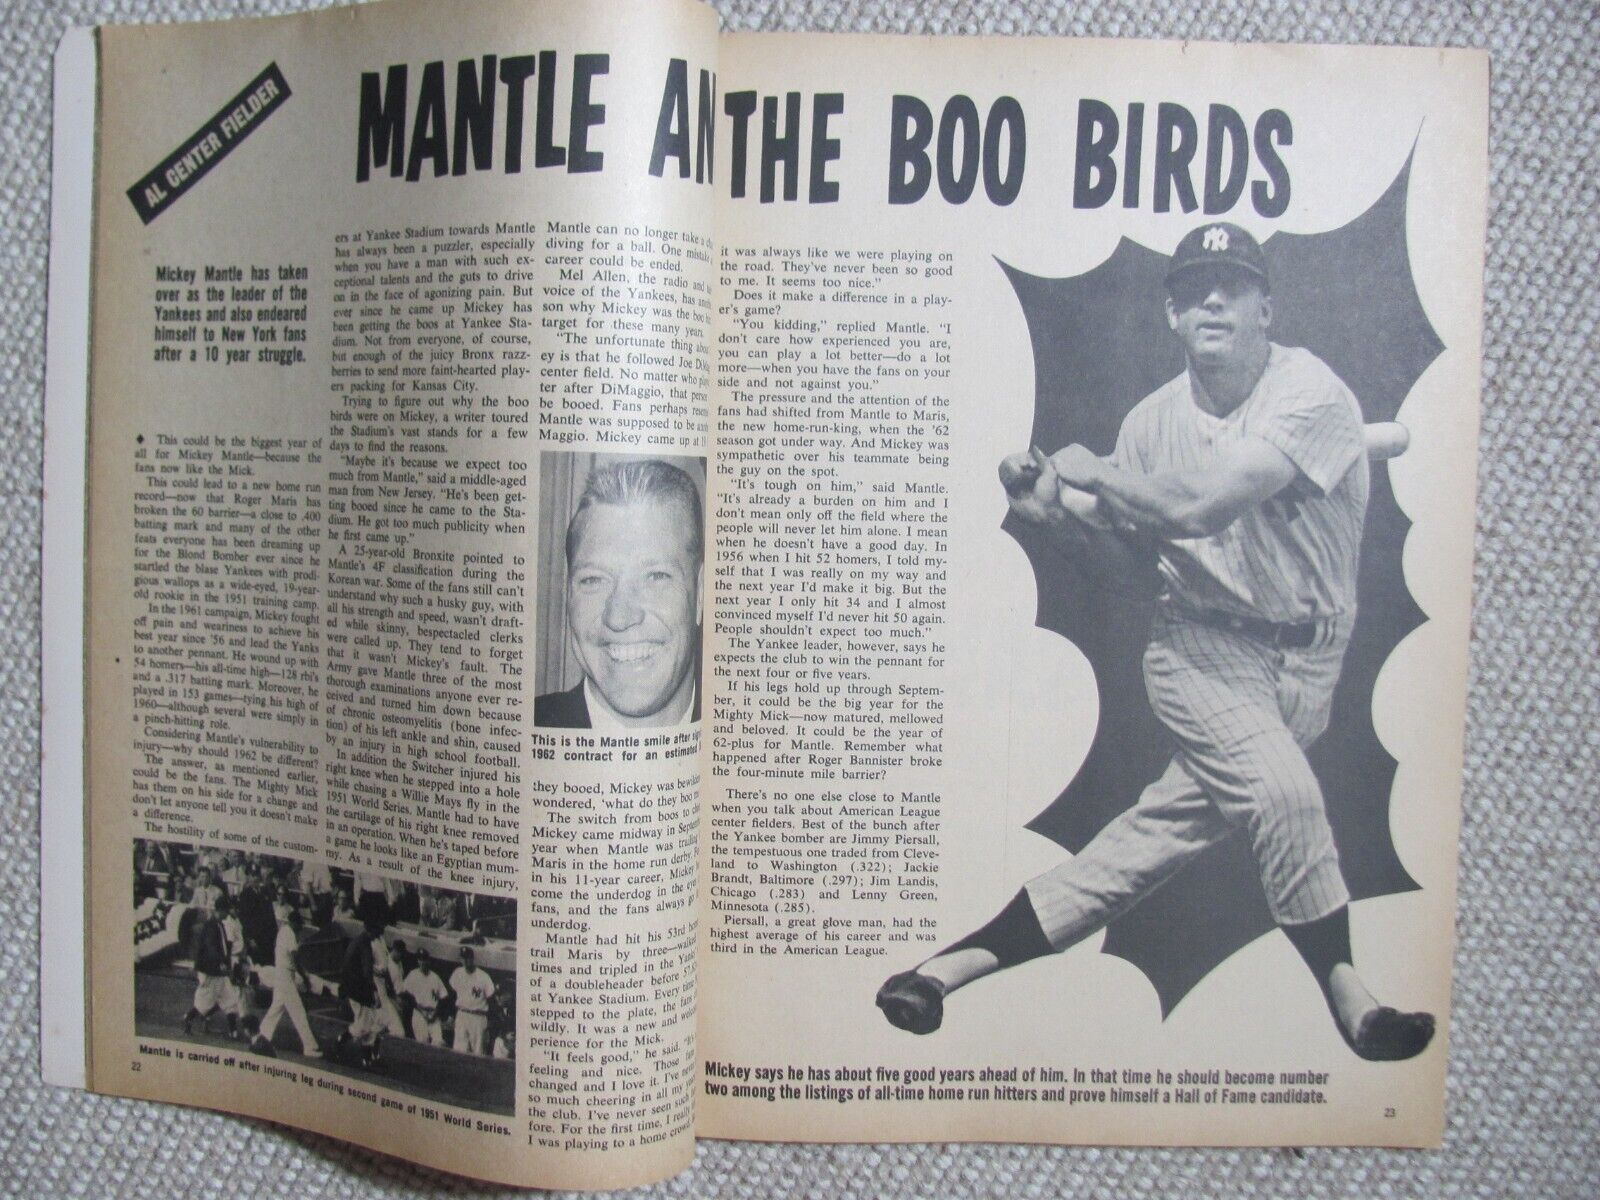 AL CENTER FIELDER
MANTLE AN
THE BOO BIRDS
Mickey Mantle has taken
over as the leader of the
Yankees and also endeared
himself to New York fans
after a 10 year struggle.
◆ This could be the biggest year of
all for Mickey Mantle—because the
fans now like the Mick.
This could lead to a new home run
record—now that Roger Maris has
broken the 60 barrier—a close to .400
batting mark and many of the other
feats everyone has been dreaming up
for the Blond Bomber ever since he
startled the blase Yankees with prodi-
gious wallops as a wide-eyed, 19-year-
old rookie in the 1951 training camp.
In the 1961 campaign, Mickey fought
off pain and weariness to achieve his
best year since '56 and lead the Yanks
to another pennant. He wound up with
54 homers—his all-time high—128 rbi's
and a .317 batting mark. Moreover, he
played in 153 games—tying his high of
1960—although several were simply in
a pinch-hitting role.
Considering Mantle's vulnerability to
injury—why should 1962 be different?
The answer, as mentioned earlier,
could be the fans. The Mighty Mick
has them on his side for a change and
don't let anyone tell you it doesn't make
a difference.
The hostility of some of the custom-
ers at Yankee Stadium towards Mantle
has always been a puzzler, especially
when you have a man with such ex-
ceptional talents and the guts to drive
on in the face of agonizing pain. But
ever since he came up Mickey has
been getting the boos at Yankee Sta-
dium. Not from everyone, of course,
but enough of the juicy Bronx razz-
berries to send more faint-hearted play-
ers packing for Kansas City.
Trying to figure out why the boo
birds were on Mickey, a writer toured
the Stadium's vast stands for a few
days to find the reasons.
"Maybe it's because we expect too
much from Mantle," said a middle-aged
man from New Jersey. "He's been get-
ting booed since he came to the Sta-
dium. He got too much publicity when
he first came up."
A 25-year-old Bronxite pointed to
Mantle's 4F classification during the
Korean war. Some of the fans still can't
understand why such a husky guy, with
all his strength and speed, wasn't draft-
ed while skinny, bespectacled clerks
were called up. They tend to forget
that it wasn't Mickey's fault. The
Army gave Mantle three of the most
thorough examinations anyone ever re-
ceived and turned him down because
of chronic osteomyelitis (bone infec-
tion) of his left ankle and shin, caused
by an injury in high school football.
In addition the Switcher injured his
right knee when he stepped into a hole
while chasing a Willie Mays fly in the
1951 World Series. Mantle had to have
the cartilage of his right knee removed
in an operation. When he's taped before
a game he looks like an Egyptian mum-
my. As a result of the knee injury,
Mantle can no longer take a
diving for a ball. One mistake
career could be ended.
Mel Allen, the radio and
voice of the Yankees, has
son why Mickey was the boo
target for these many years.
"The unfortunate thing
ey is that he followed Joe
center field. No matter who
ter after DiMaggio, that
be booed. Fans perhaps
Mantle was supposed to be
Maggio. Mickey came up at
This is the Mantle smile after
1962 contract for an estimated
they booed, Mickey was
wondered, 'what do they boo
The switch from boos to
Mickey came midway in
year when Mantle was
Maris in the home run derby.
in his 11-year career, Mickey
come the underdog in the
fans, and the fans always
underdog.
Mantle had hit his 53rd
trail Maris by three—walked
times and tripled in the
of a doubleheader before
at Yankee Stadium. Every
stepped to the plate, the fans
wildly. It was a new and
perience for the Mick.
"It feels good," he said.
feeling and nice. Those
changed and I love it. I've
so much cheering in all my
the club. I've never seen such
fore. For the first time, I really
I was playing to a home crowd.
Mantle is carried off after injuring leg during second game of 1951 World Series.
22
it was always like we were playing on
the road. They've never been so good
to me. It seems too nice."
Does it make a difference in a play-
er's game?
"You kidding," replied Mantle. "I
don't care how experienced you are,
you can play a lot better—do a lot
more—when you have the fans on your
side and not against you."
The pressure and the attention of the
fans had shifted from Mantle to Maris,
the new home-run-king, when the '62
season got under way. And Mickey was
sympathetic over his teammate being
the guy on the spot.
"It's tough on him," said Mantle.
"It's already a burden on him and I
don't mean only off the field where the
people will never let him alone. I mean
when he doesn't have a good day. In
1956 when I hit 52 homers, I told my-
self that I was really on my way and
the next year I'd make it big. But the
next year I only hit 34 and I almost
convinced myself I'd never hit 50 again.
People shouldn't expect too much."
The Yankee leader, however, says he
expects the club to win the pennant for
the next four or five years.
If his legs hold up through Septem-
ber, it could be the big year for the
Mighty Mick—now matured, mellowed
and beloved. It could be the year of
62-plus for Mantle. Remember what
happened after Roger Bannister broke
the four-minute mile barrier?
There's no one else close to Mantle
when you talk about American League
center fielders. Best of the bunch after
the Yankee bomber are Jimmy Piersall,
the tempestuous one traded from Cleve-
land to Washington (.322); Jackie
Brandt, Baltimore (.297); Jim Landis,
Chicago (.283) and Lenny Green,
Minnesota (.285).
Piersall, a great glove man, had the
highest average of his career and was
third in the American League.
NY
Mickey says he has about five good years ahead of him. In that time he should become number
two among the listings of all-time home run hitters and prove himself a Hall of Fame candidate.
23